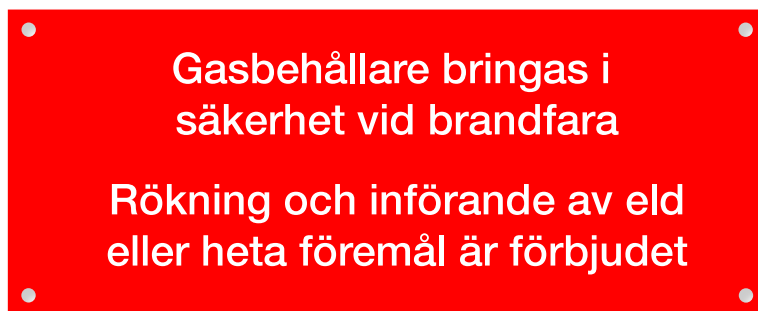 Gasbehållare bringas i
säkerhet vid brandfara
Rökning och införande av eld
eller heta föremål är förbjudet